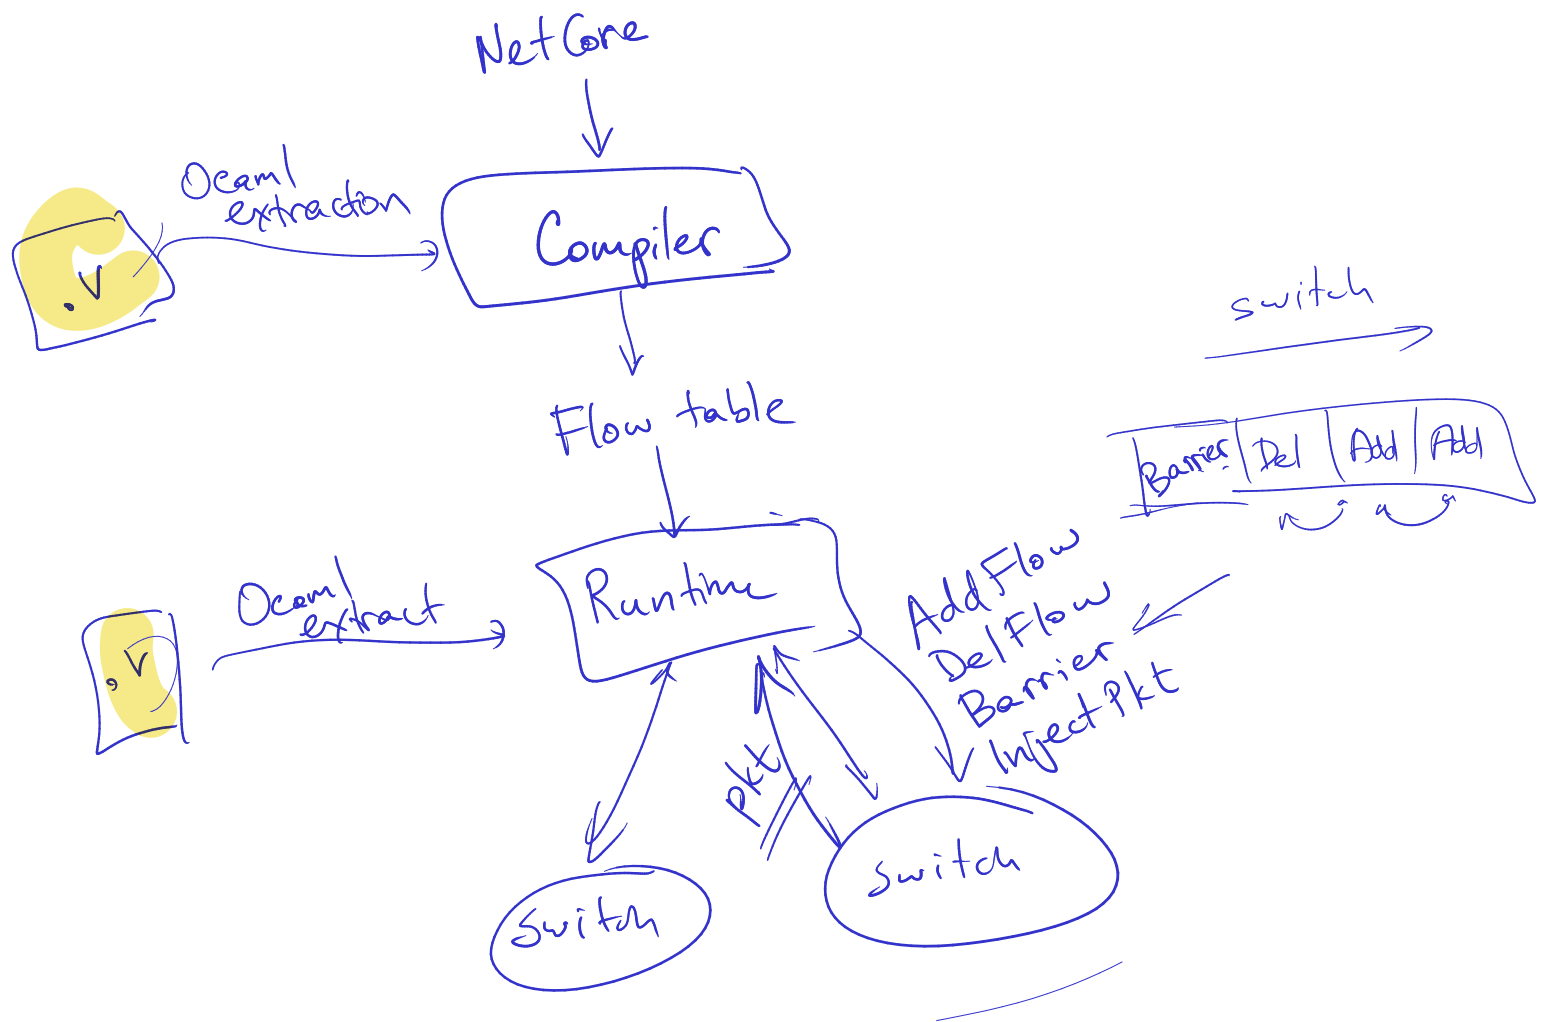 NetCore
Ocaml
extraction
Compiler
.v
switch
Flow table
Barrier Del Add Add
Runtime
Ocaml
extract
.v
AddFlow
DelFlow
Barrier
InjectPkt
pkt
switch
switch